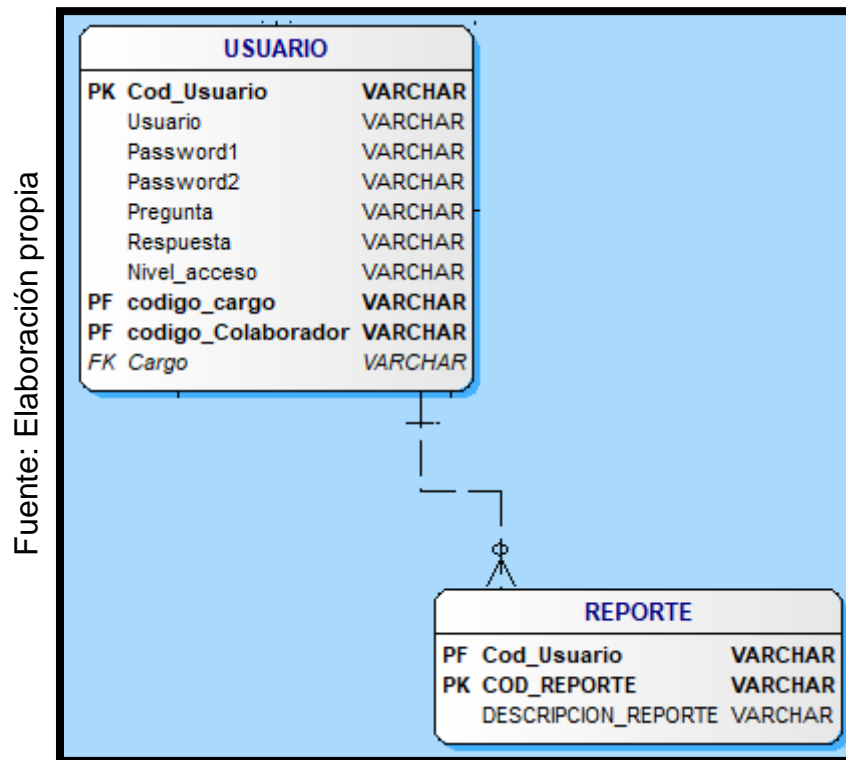 Fuente: Elaboración propia
USUARIO
PK Cod_Usuario VARCHAR
Usuario VARCHAR
Password1 VARCHAR
Password2 VARCHAR
Pregunta VARCHAR
Respuesta VARCHAR
Nivel_acceso VARCHAR
PF codigo_cargo VARCHAR
PF codigo_Colaborador VARCHAR
FK Cargo VARCHAR
REPORTE
PF Cod_Usuario VARCHAR
PK COD_REPORTE VARCHAR
DESCRIPCION_REPORTE VARCHAR